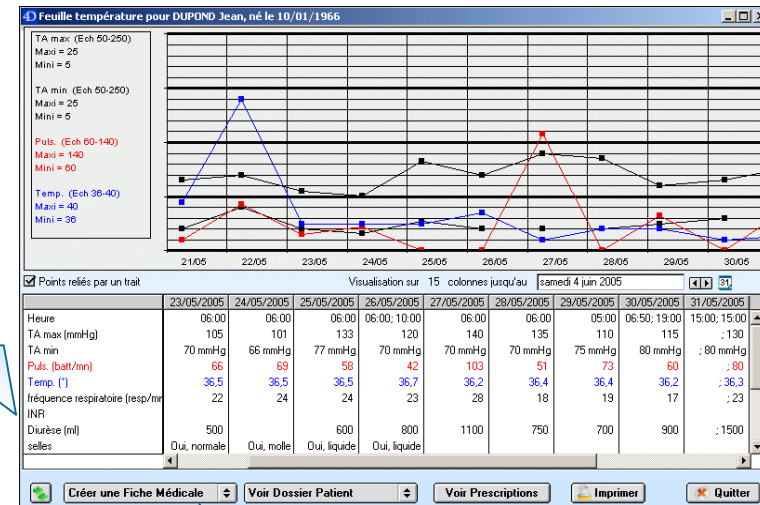 Feuille température pour DUPOND Jean, né le 10/01/1966
TA max (Ech 50-250)
Maxi = 25
Mini = 5
TA min (Ech 50-250)
Maxi = 25
Mini = 5
Puls. (Ech 60-140)
Maxi = 140
Mini = 60
Temp. (Ech 36-40)
Maxi = 40
Mini = 36
21/05 22/05 23/05 24/05 25/05 26/05 27/05 28/05 29/05 30/05
Points reliés par un trait Visualisation sur 15 colonnes jusqu'au samedi 4 juin 2005 31
23/05/2005 24/05/2005 25/05/2005 26/05/2005 27/05/2005 28/05/2005 29/05/2005 30/05/2005 31/05/2005
Heure 06:00 06:00 06:00 06:00; 10:00 06:00 06:00 05:00 06:50; 19:00 15:00; 15:00
TA max (mmHg) 105 101 133 120 140 135 110 115 ; 130
TA min 70 mmHg 66 mmHg 77 mmHg 70 mmHg 70 mmHg 70 mmHg 75 mmHg 80 mmHg ; 80 mmHg
Puls. (batt/mn) 66 69 58 42 103 51 73 60 ; 80
Temp. (°) 36,5 36,5 36,5 36,7 36,2 36,4 36,4 36,2 ; 36,3
fréquence respiratoire (resp/mr 22 24 24 23 28 18 19 17 ; 23
INR
Diurèse (ml) 500 600 800 1100 750 700 900 ; 1500
selles Oui, normale Oui, molle Oui, liquide Oui, liquide
Créer une Fiche Médicale Voir Dossier Patient Voir Prescriptions Imprimer Quitter